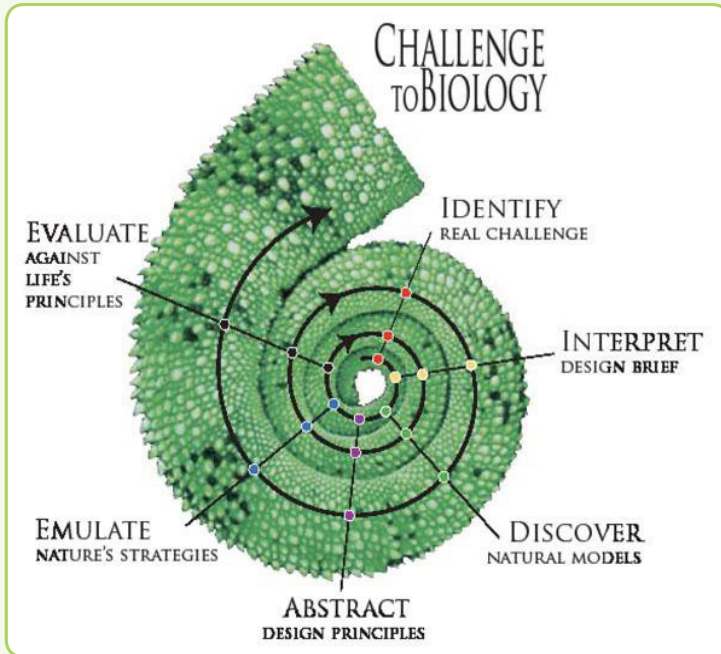 CHALLENGE
TO BIOLOGY
IDENTIFY
REAL CHALLENGE
INTERPRET
DESIGN BRIEF
DISCOVER
NATURAL MODELS
ABSTRACT
DESIGN PRINCIPLES
EMULATE
NATURE'S STRATEGIES
EVALUATE
AGAINST
LIFE'S
PRINCIPLES